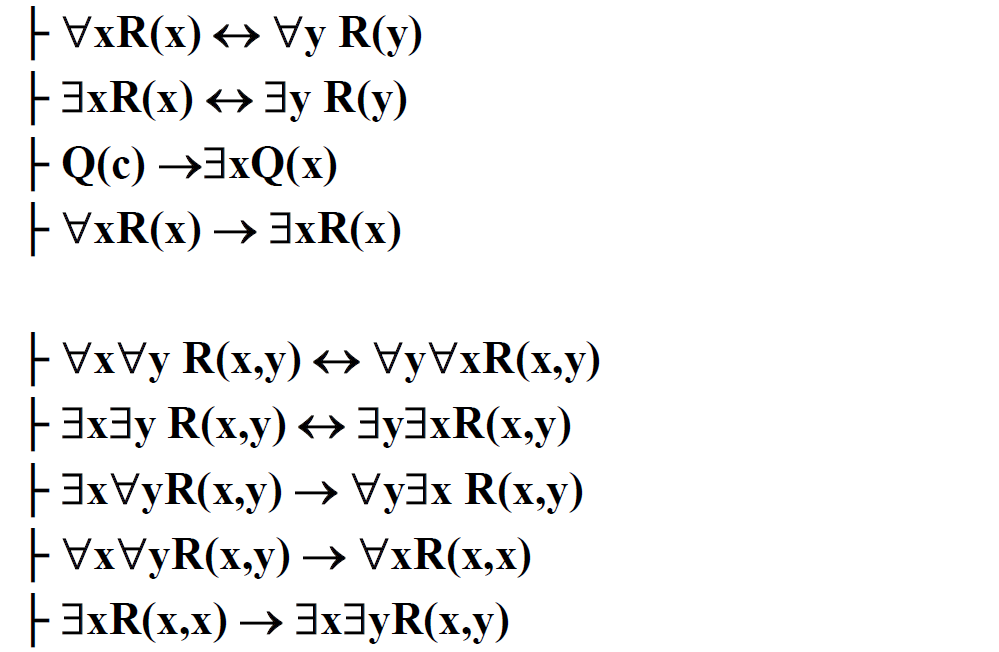 ⊢ ∀xR(x) ↔ ∀y R(y)
⊢ ∃xR(x) ↔ ∃y R(y)
⊢ Q(c) →∃xQ(x)
⊢ ∀xR(x) → ∃xR(x)
⊢ ∀x∀y R(x,y) ↔ ∀y∀xR(x,y)
⊢ ∃x∃y R(x,y) ↔ ∃y∃xR(x,y)
⊢ ∃x∀yR(x,y) → ∀y∃x R(x,y)
⊢ ∀x∀yR(x,y) → ∀xR(x,x)
⊢ ∃xR(x,x) → ∃x∃yR(x,y)